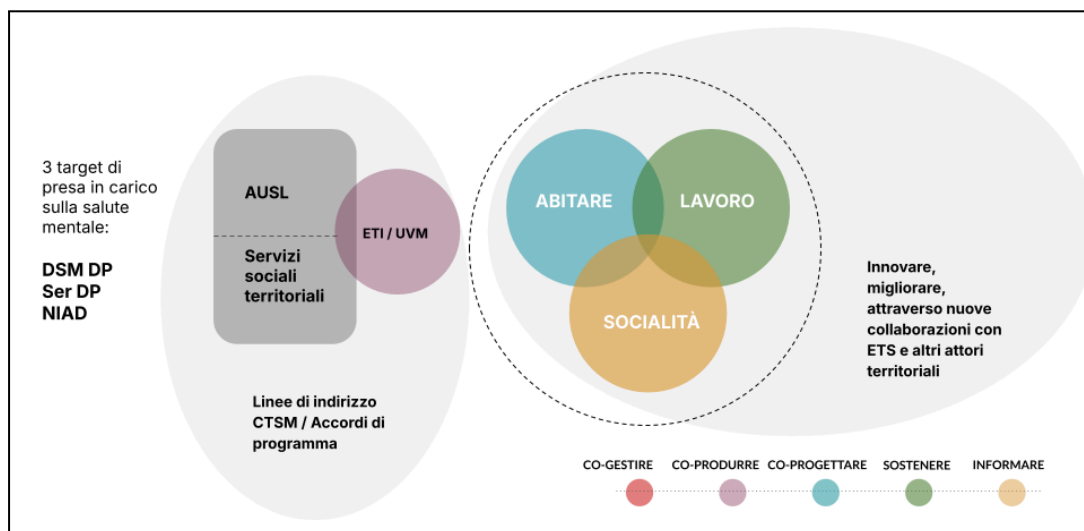 3 target di
presa in carico
sulla salute
mentale:
DSM DP
Ser DP
NIAD
AUSL
Servizi
sociali
territoriali
ETI / UVM
Linee di indirizzo
CTSM / Accordi di
programma
ABITARE
LAVORO
SOCIALITÀ
Innovare,
migliorare,
attraverso nuove
collaborazioni con
ETS e altri attori
territoriali
CO-GESTIRE
CO-PRODURRE
CO-PROGETTARE
SOSTENERE
INFORMARE